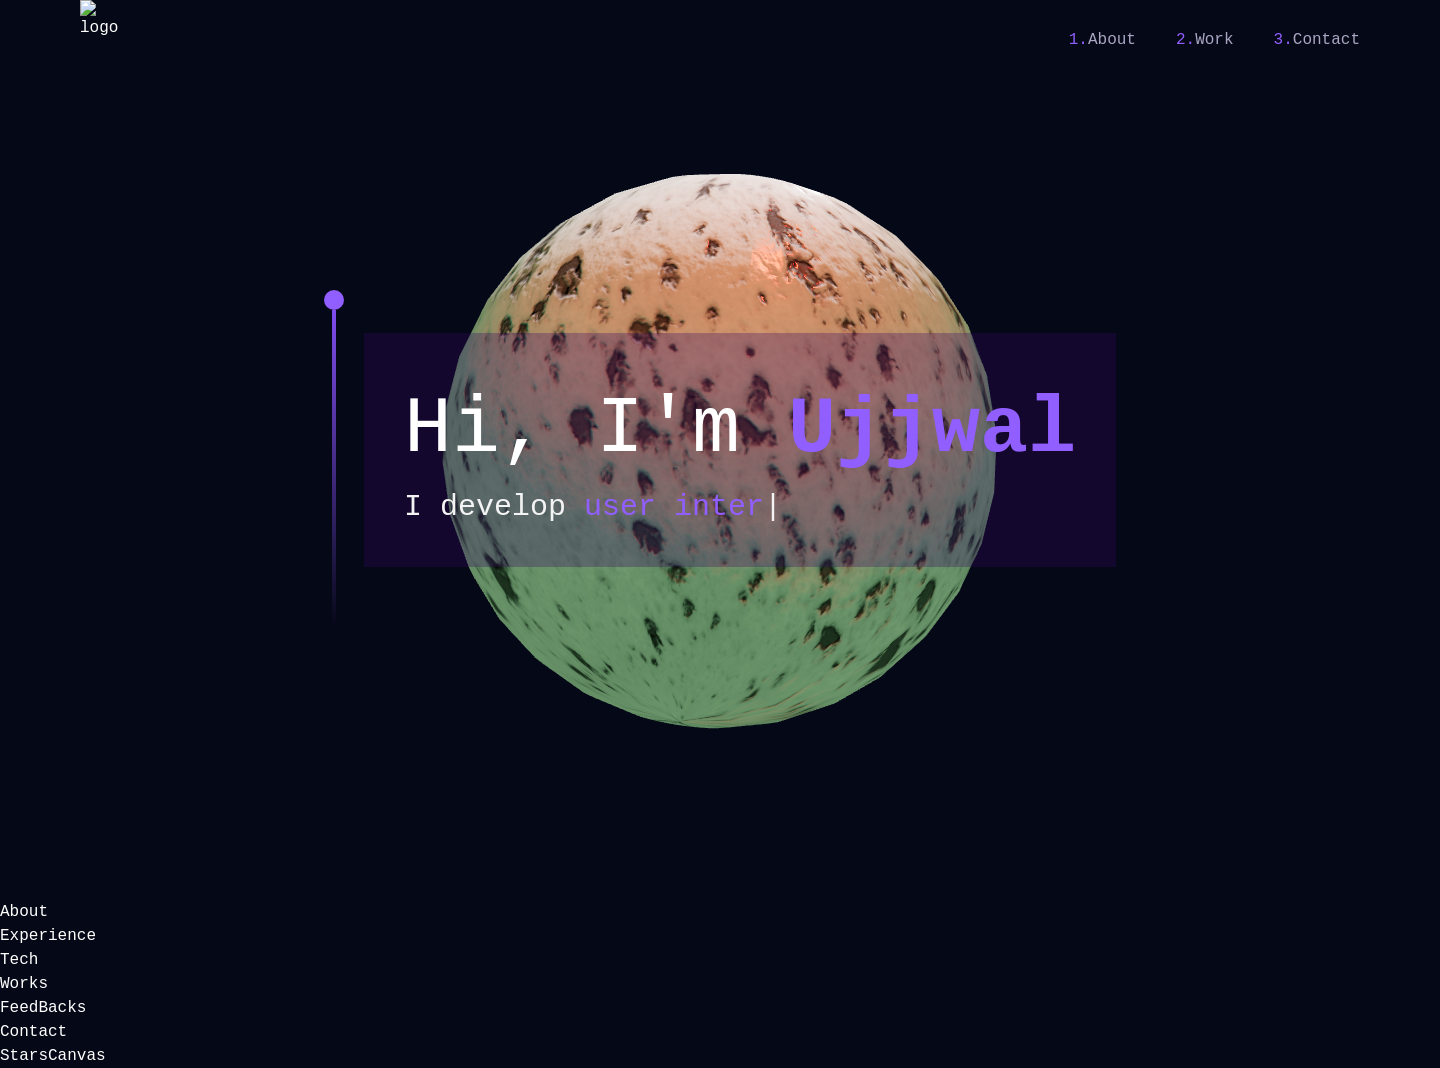 logo
1.About 2.Work 3.Contact
Hi, I'm Ujjwal
I develop user inter|
About
Experience
Tech
Works
FeedBacks
Contact
StarsCanvas